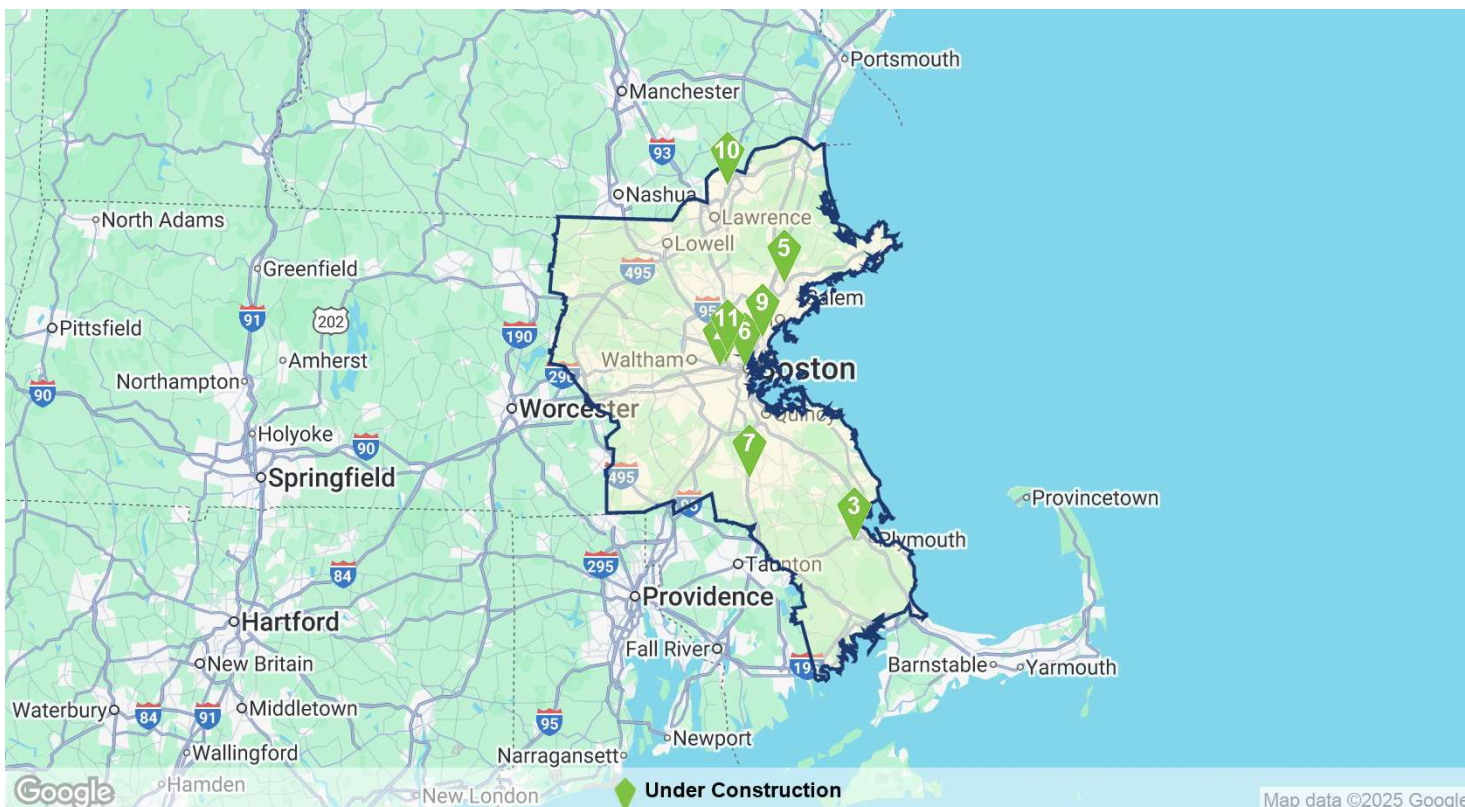 Portsmouth
Manchester
10
93
Nashua
North Adams
Lawrence
Lowell
5
Greenfield
495
9
Salem
95
11
91
202
Pittsfield
190
6
Waltham
Boston
Amherst
290
Northampton
90
Worcester
Quincy
Holyoke
7
90
Springfield
495
95
3
Provincetown
Plymouth
295
Taunton
84
Providence
Hartford
Fall River
New Britain
Barnstable
Yarmouth
Waterbury
84
91
Middletown
95
Newport
Wallingford
Narragansett
Google
Hamden
New London
Under Construction
Map data ©2025 Google